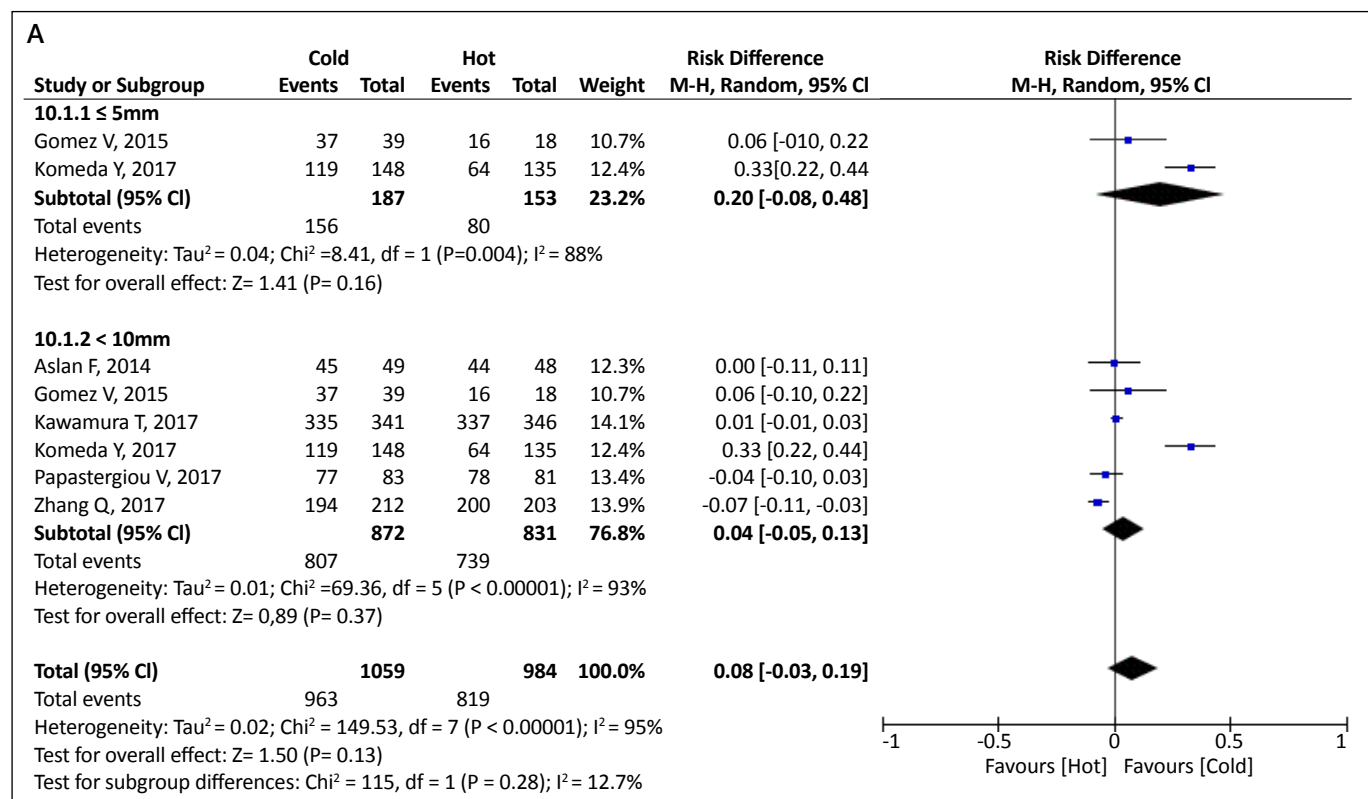 A
Cold Hot Risk Difference Risk Difference
Study or Subgroup Events Total Events Total Weight M-H, Random, 95% Cl M-H, Random, 95% Cl
10.1.1 ≤ 5mm
Gomez V, 2015 37 39 16 18 10.7% 0.06 [-010, 0.22
Komeda Y, 2017 119 148 64 135 12.4% 0.33[0.22, 0.44
Subtotal (95% Cl) 187 153 23.2% 0.20 [-0.08, 0.48]
Total events 156 80
Heterogeneity: Tau² = 0.04; Chi² =8.41, df = 1 (P=0.004); I² = 88%
Test for overall effect: Z= 1.41 (P= 0.16)
10.1.2 < 10mm
Aslan F, 2014 45 49 44 48 12.3% 0.00 [-0.11, 0.11]
Gomez V, 2015 37 39 16 18 10.7% 0.06 [-0.10, 0.22]
Kawamura T, 2017 335 341 337 346 14.1% 0.01 [-0.01, 0.03]
Komeda Y, 2017 119 148 64 135 12.4% 0.33 [0.22, 0.44]
Papastergiou V, 2017 77 83 78 81 13.4% -0.04 [-0.10, 0.03]
Zhang Q, 2017 194 212 200 203 13.9% -0.07 [-0.11, -0.03]
Subtotal (95% Cl) 872 831 76.8% 0.04 [-0.05, 0.13]
Total events 807 739
Heterogeneity: Tau² = 0.01; Chi² =69.36, df = 5 (P < 0.00001); I² = 93%
Test for overall effect: Z= 0,89 (P= 0.37)
Total (95% Cl) 1059 984 100.0% 0.08 [-0.03, 0.19]
Total events 963 819
Heterogeneity: Tau² = 0.02; Chi² = 149.53, df = 7 (P < 0.00001); I² = 95%
Test for overall effect: Z= 1.50 (P= 0.13)
Test for subgroup differences: Chi² = 115, df = 1 (P = 0.28); I² = 12.7%
-1 -0.5 0 0.5 1
Favours [Hot] Favours [Cold]